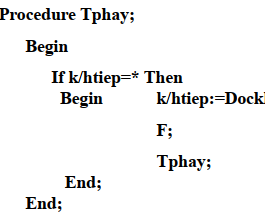 Procedure Tphay;
Begin
If k/htiep=* Then
Begin k/htiep:=Dock
F;
Tphay;
End;
End;